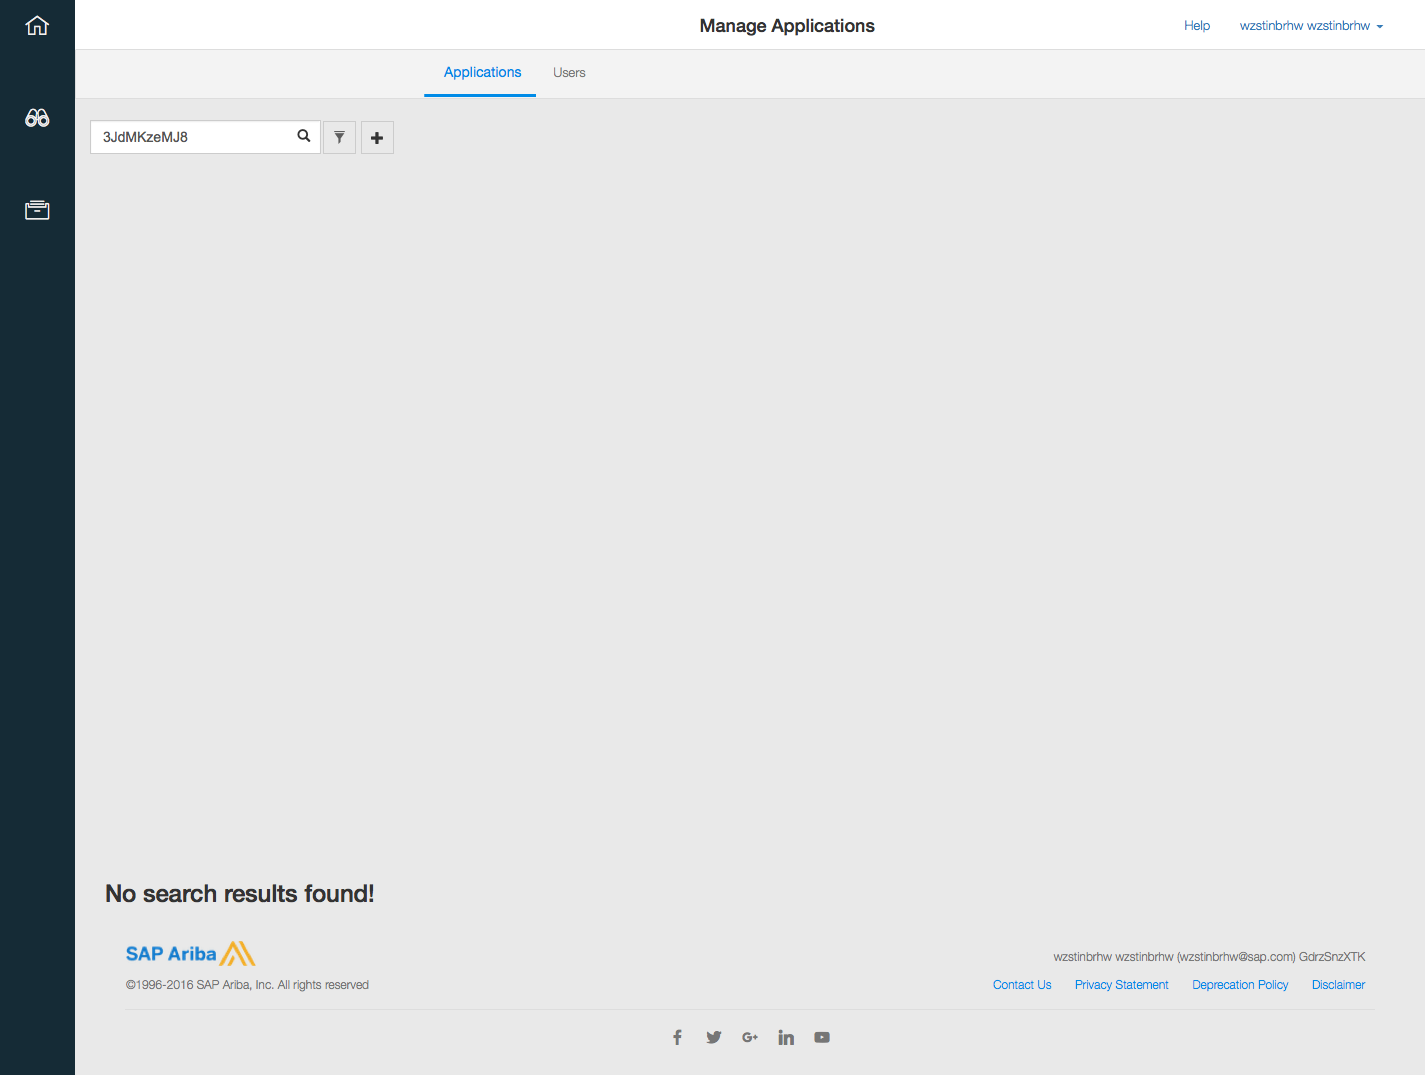 Manage Applications
Help
wzstinbrhw wzstinbrhw
Applications
Users
3JdMKzeMJ8
No search results found!
SAP Ariba
wzstinbrhw wzstinbrhw (wzstinbrhw@sap.com) GdrzSnzXTK
©1996-2016 SAP Ariba, Inc. All rights reserved
Contact Us
Privacy Statement
Deprecation Policy
Disclaimer